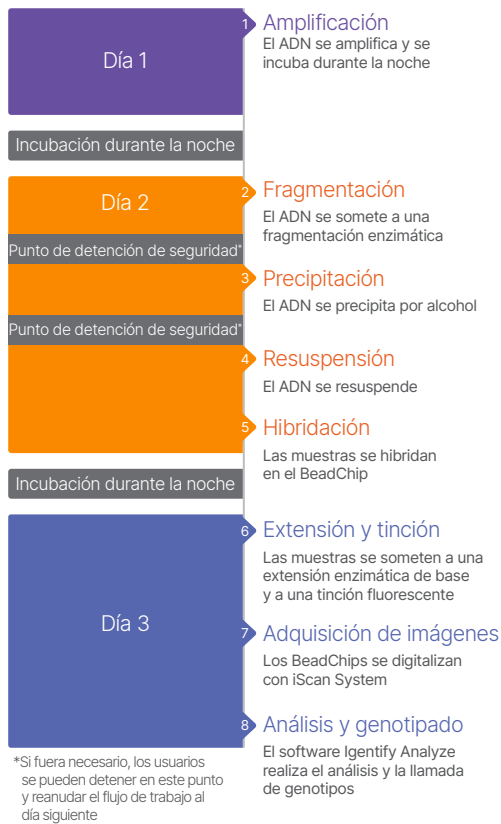 Día 1
1 Amplificación
El ADN se amplifica y se
incuba durante la noche
Incubación durante la noche
Día 2
2 Fragmentación
El ADN se somete a una
fragmentación enzimática
Punto de detención de seguridad*
3 Precipitación
El ADN se precipita por alcohol
Punto de detención de seguridad*
4 Resuspensión
El ADN se resuspende
5 Hibridación
Las muestras se hibridan
en el BeadChip
Incubación durante la noche
Día 3
6 Extensión y tinción
Las muestras se someten a una
extensión enzimática de base
y a una tinción fluorescente
7 Adquisición de imágenes
Los BeadChips se digitalizan
con iScan System
8 Análisis y genotipado
El software Igentify Analyze
realiza el análisis y la llamada
de genotipos
*Si fuera necesario, los usuarios
se pueden detener en este punto
y reanudar el flujo de trabajo al
día siguiente